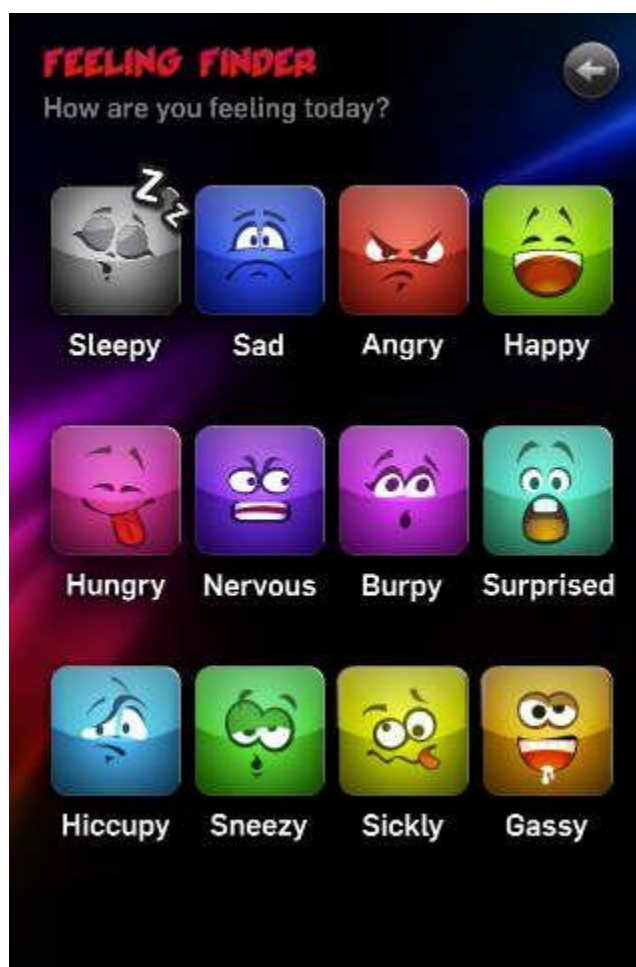 FEELING FINDER
How are you feeling today?
Z
z
Sleepy Sad Angry Happy
Hungry Nervous Burpy Surprised
Hiccupy Sneezy Sickly Gassy